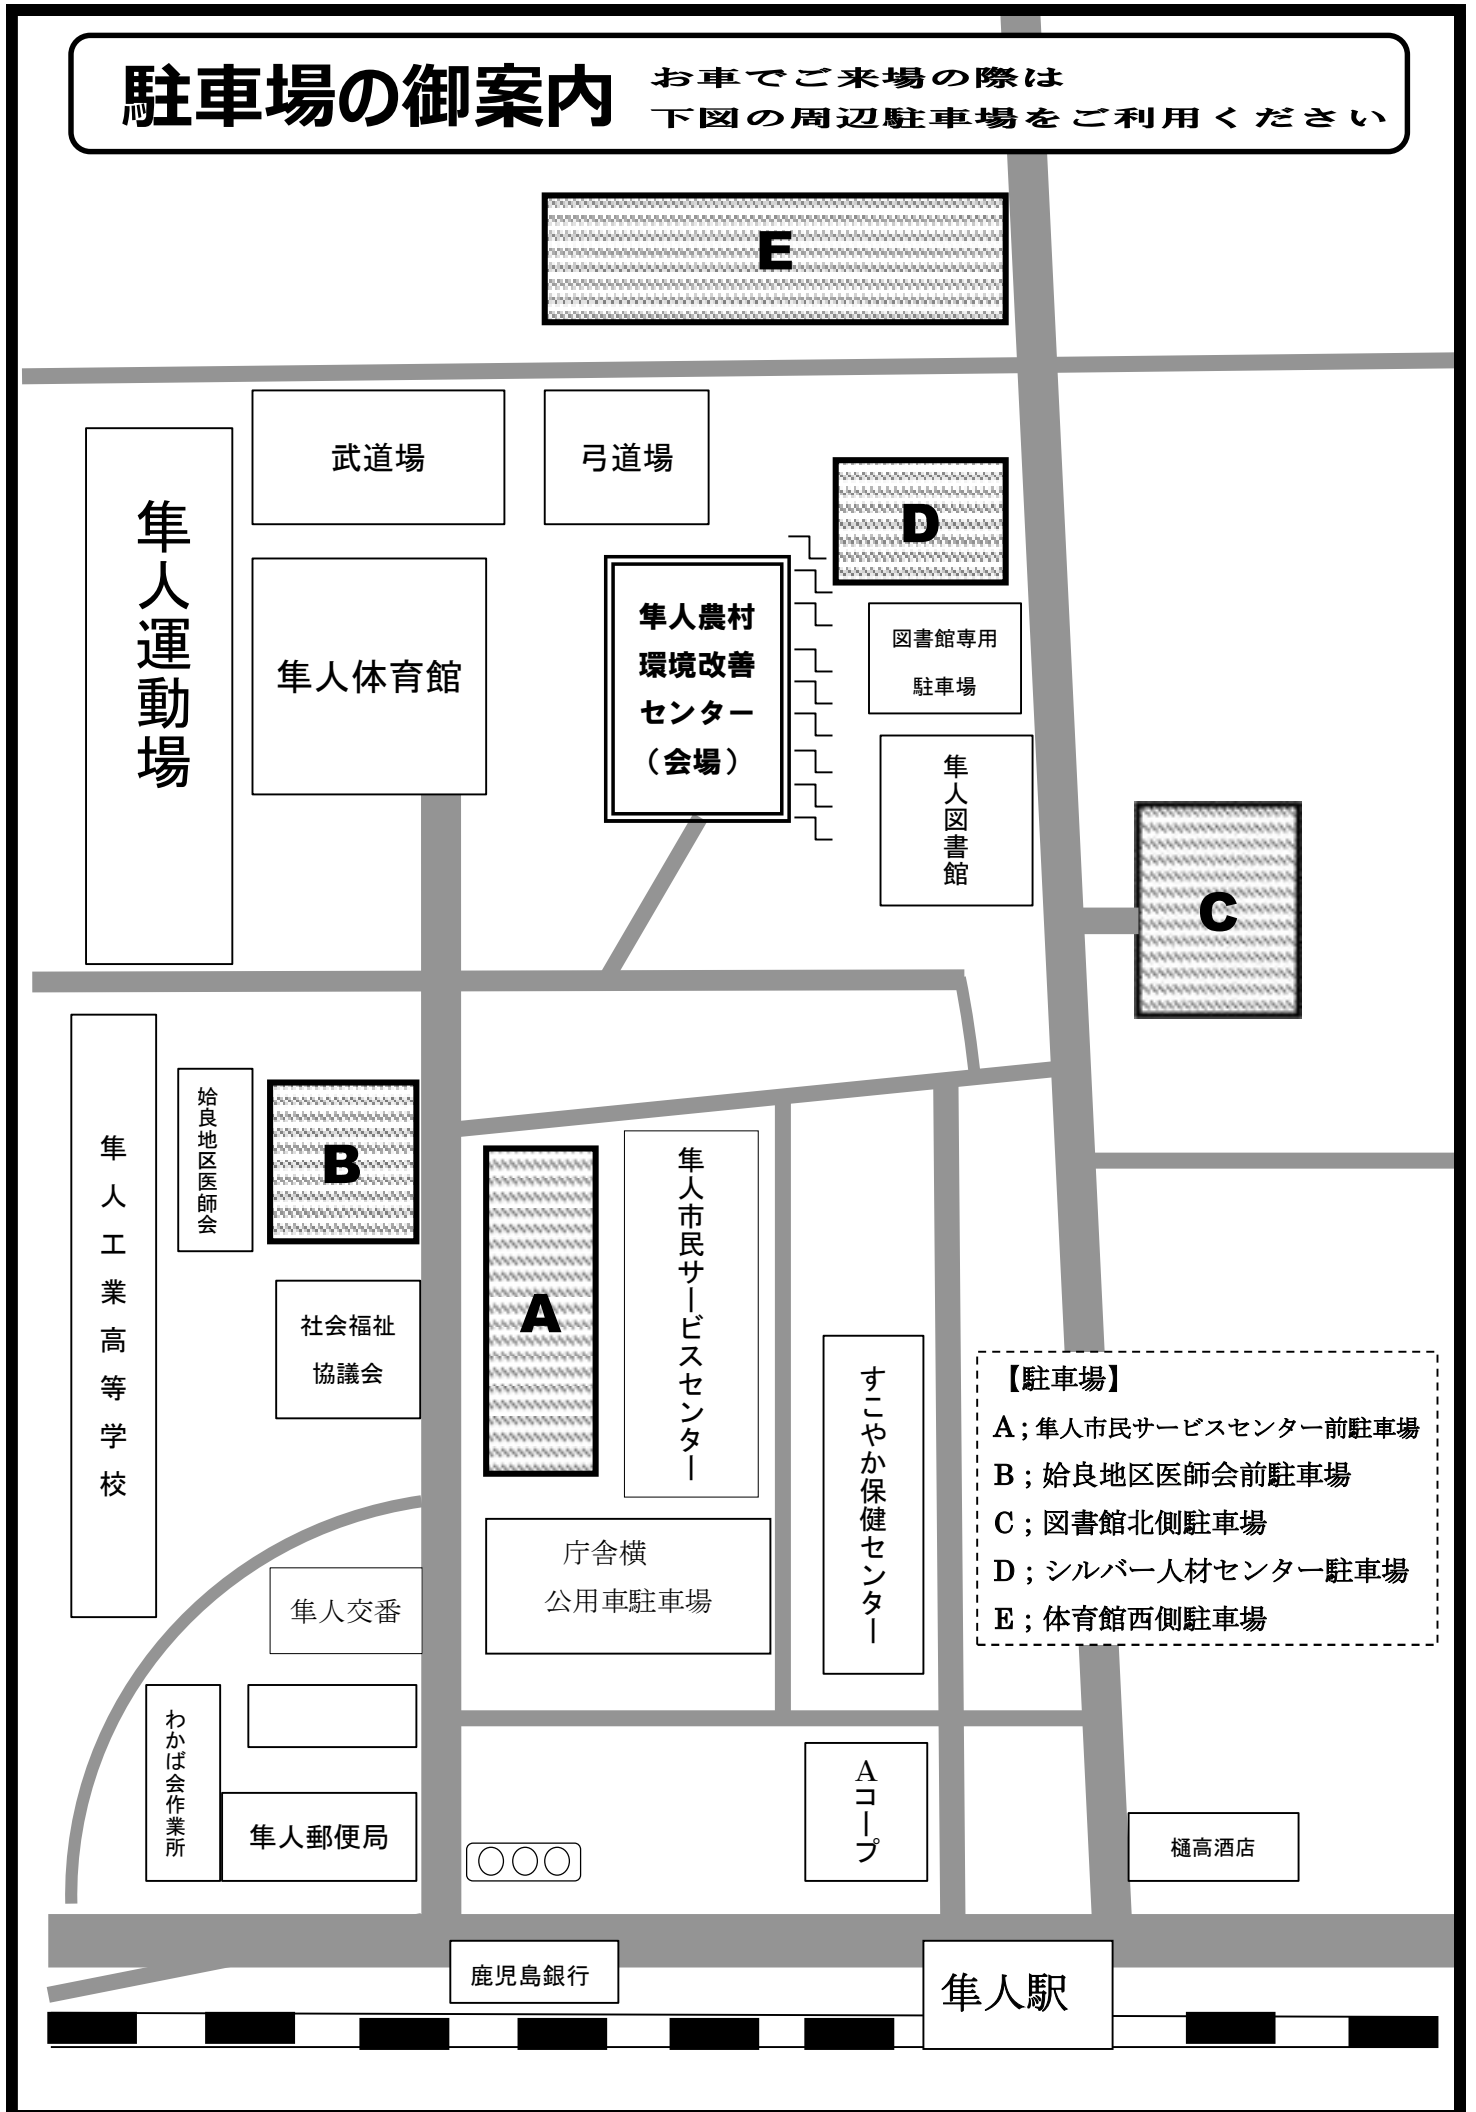 駐車場の御案内
お車でご来場の際は
下図の周辺駐車場をご利用ください
E
武道場
弓道場
隼人運動場
D
隼人体育館
隼人農村
環境改善
センター
（会場）
図書館専用
駐車場
隼人図書館
C
隼人工業高等学校
姶良地区医師会
B
A
隼人市民サービスセンター
社会福祉
協議会
すこやか保健センター
【駐車場】
A；隼人市民サービスセンター前駐車場
B；姶良地区医師会前駐車場
C；図書館北側駐車場
D；シルバー人材センター駐車場
E；体育館西側駐車場
庁舎横
公用車駐車場
隼人交番
わかば会作業所
隼人郵便局
Aコープ
樋高酒店
鹿児島銀行
隼人駅